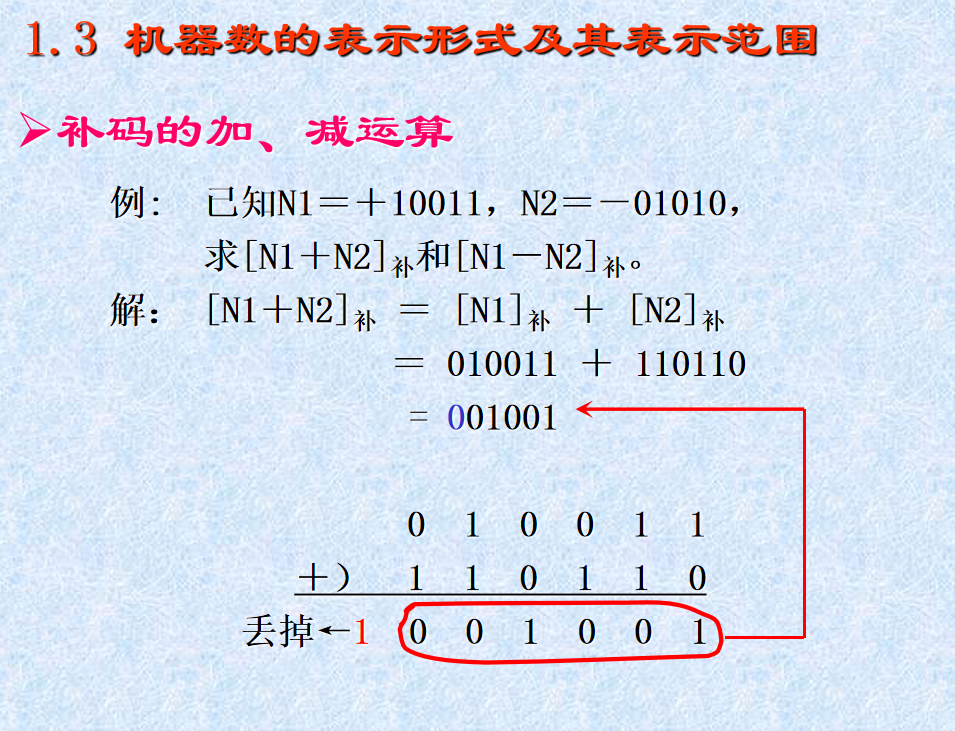 1.3 机器数的表示形式及其表示范围
➢补码的加、减运算
例: 已知N1＝＋10011，N2＝－01010，
求[N1＋N2]补和[N1－N2]补。
解： [N1＋N2]补 ＝ [N1]补 ＋ [N2]补
＝ 010011 ＋ 110110
= 001001
0 1 0 0 1 1
＋） 1 1 0 1 1 0
丢掉←1 0 0 1 0 0 1